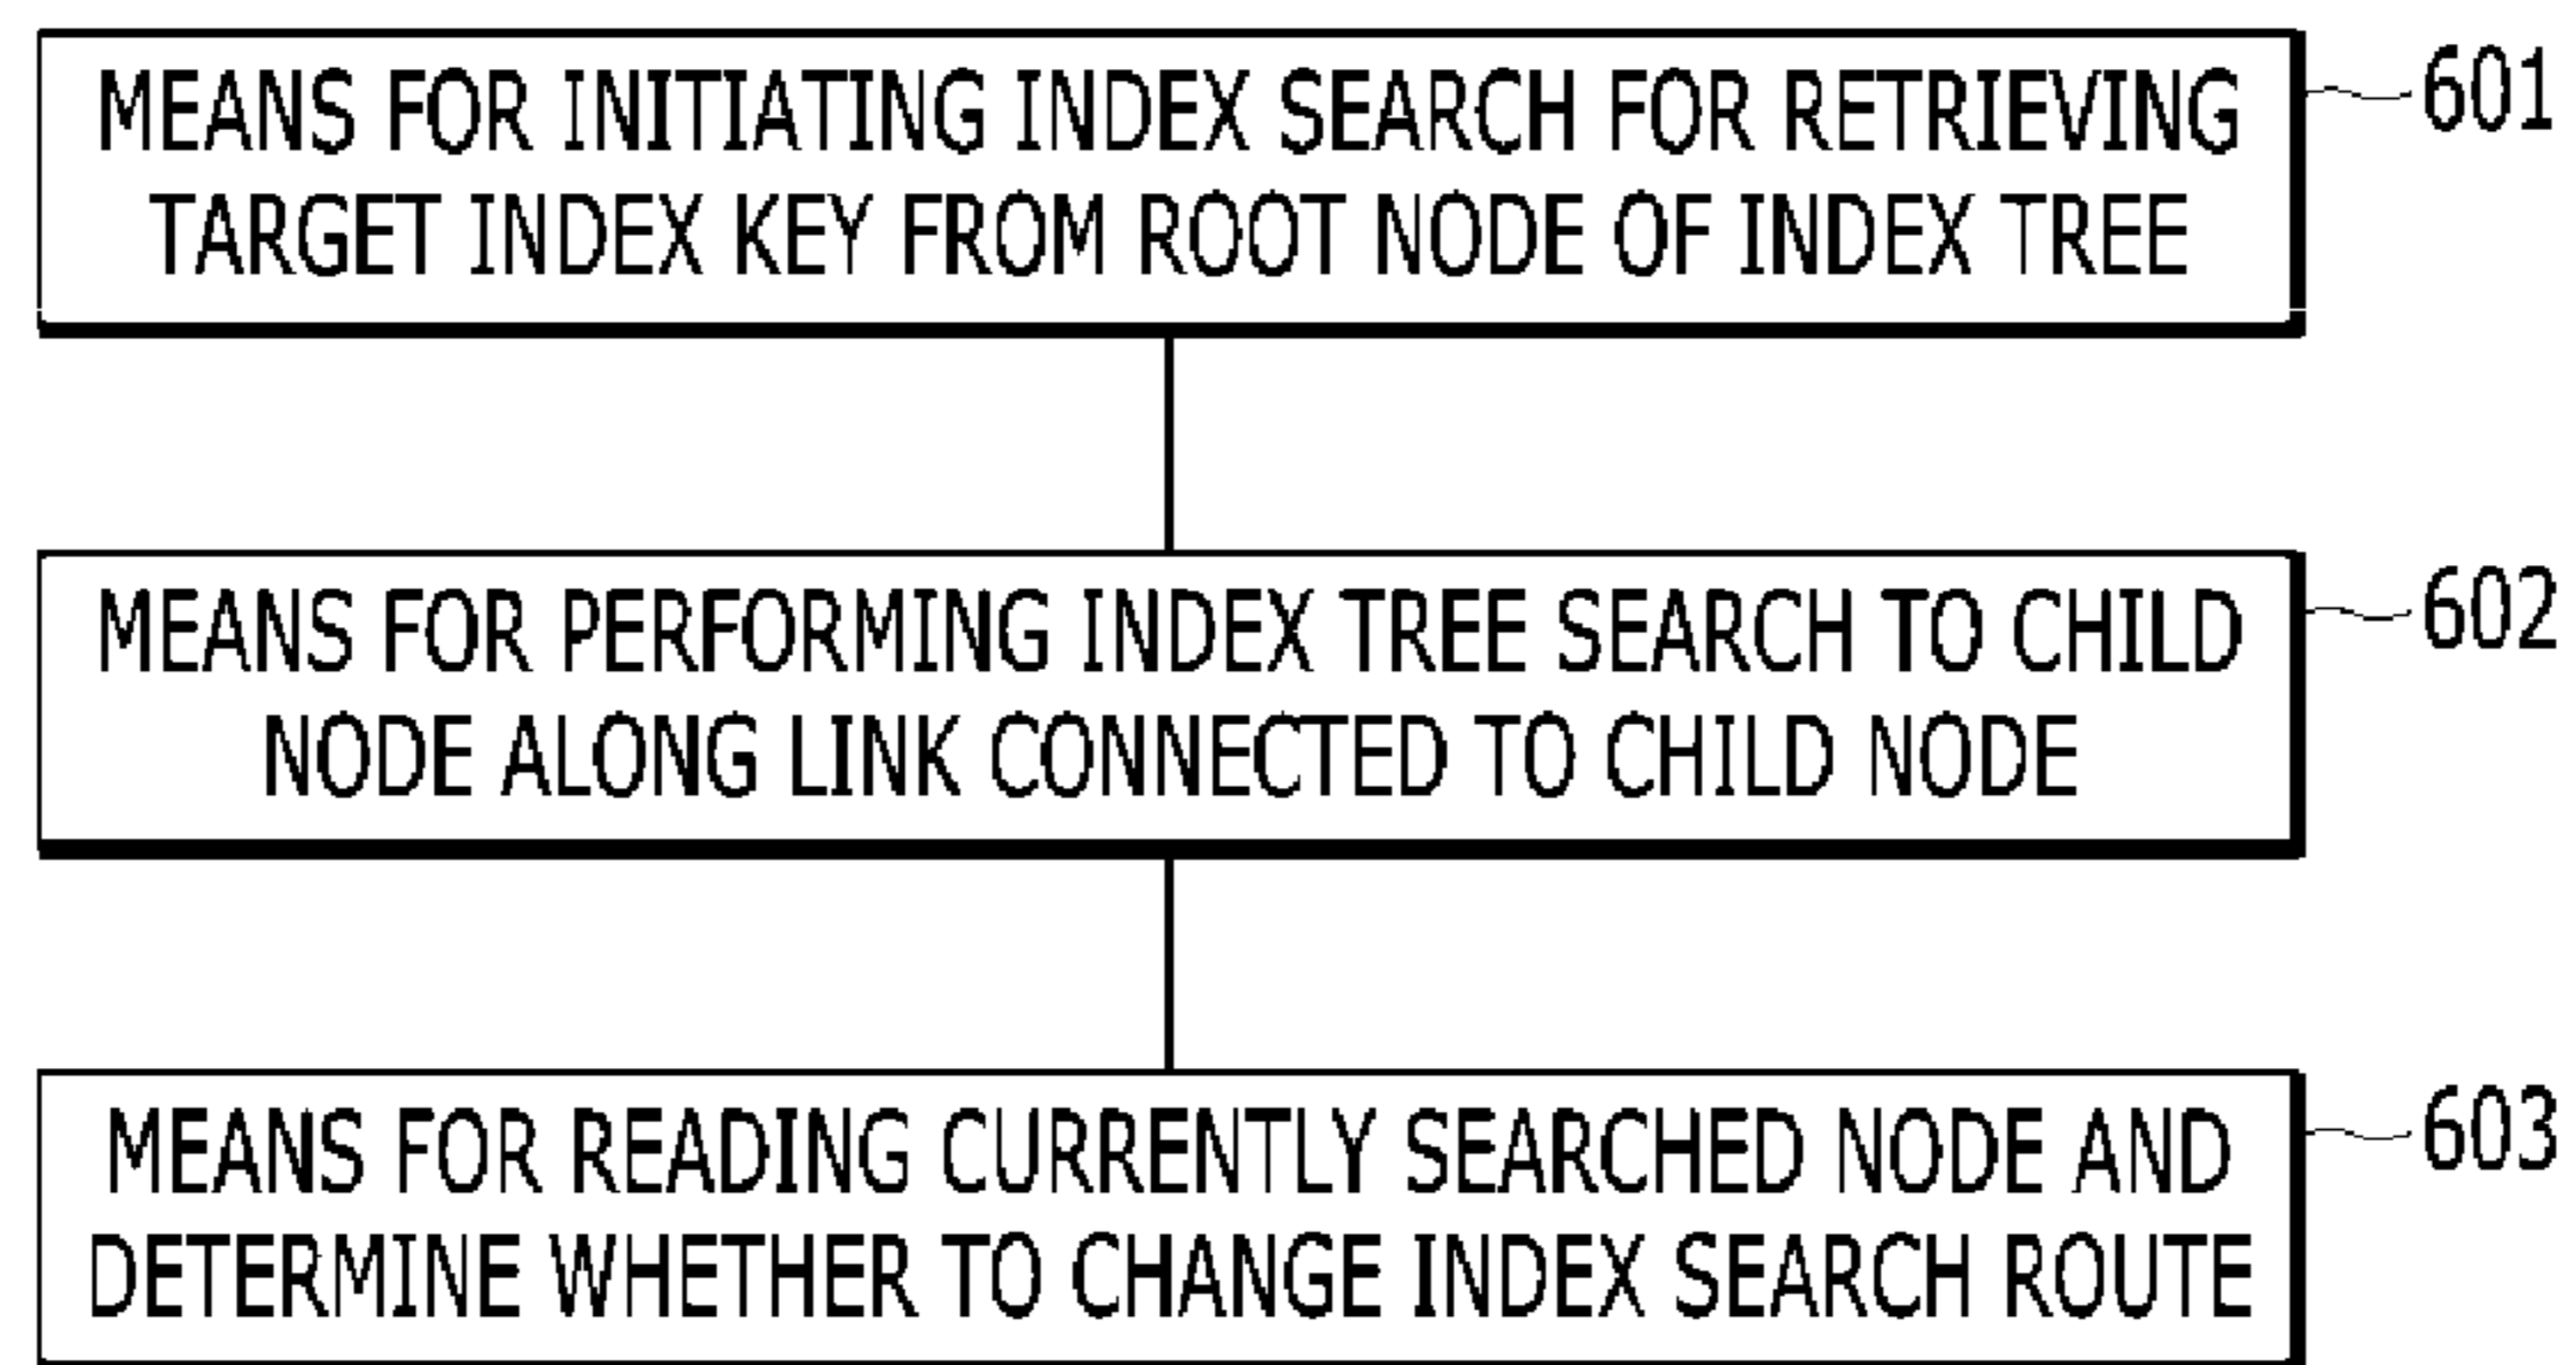 MEANS FOR INITIATING INDEX SEARCH FOR RETRIEVING
601
TARGET INDEX KEY FROM ROOT NODE OF INDEX TREE
MEANS FOR PERFORMING INDEX TREE SEARCH TO CHILD
602
NODE ALONG LINK CONNECTED TO CHILD NODE
MEANS FOR READING CURRENTLY SEARCHED NODE AND
603
DETERMINE WHETHER TO CHANGE INDEX SEARCH ROUTE